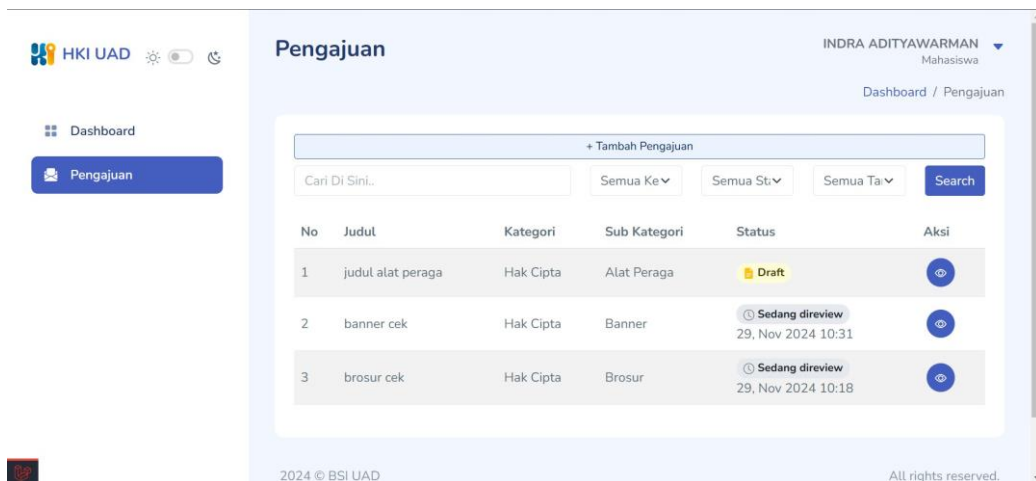 HKI UAD
Dashboard
Pengajuan
Pengajuan
INDRA ADITYAWARMAN
Mahasiswa
Dashboard / Pengajuan
+ Tambah Pengajuan
Cari Di Sini.. Semua Ke Semua St Semua Ta Search
No Judul Kategori Sub Kategori Status Aksi
1 judul alat peraga Hak Cipta Alat Peraga Draft
2 banner cek Hak Cipta Banner Sedang direview
29, Nov 2024 10:31
3 brosur cek Hak Cipta Brosur Sedang direview
29, Nov 2024 10:18
2024 © BSI UAD All rights reserved.